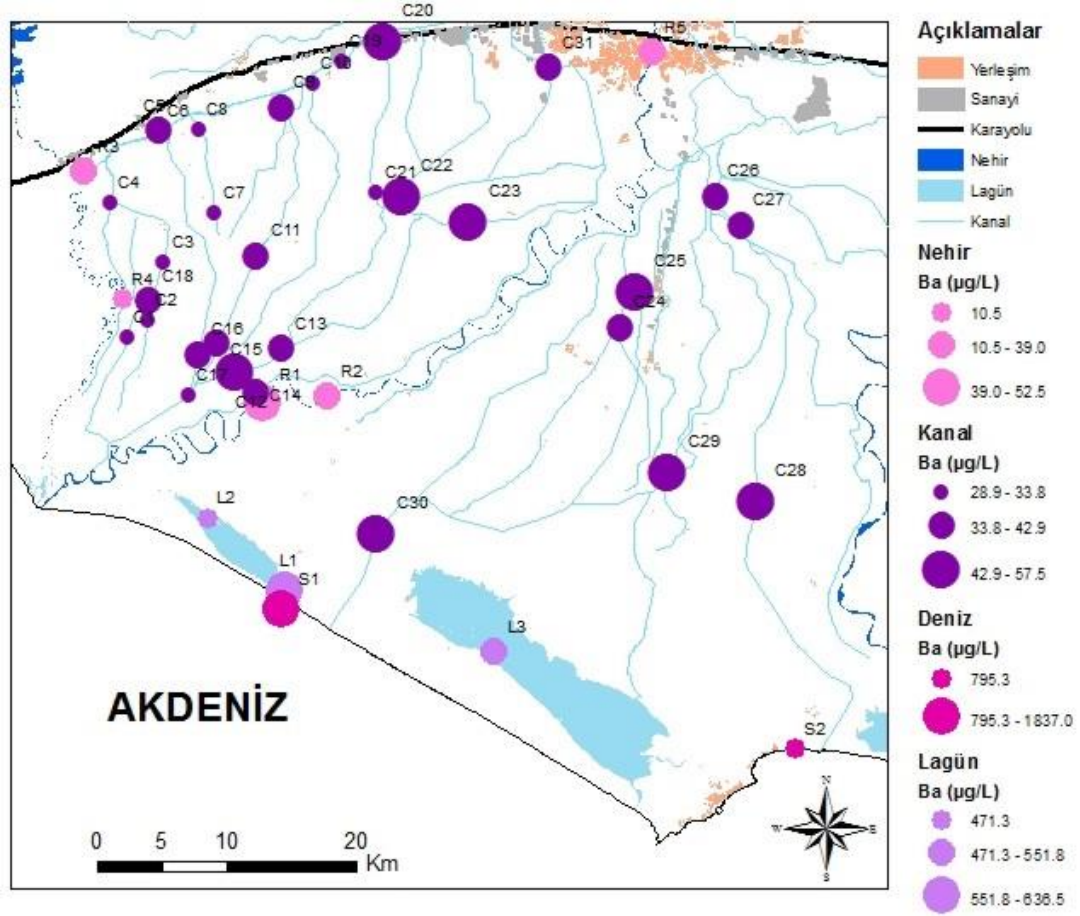 C20
C19
R5
C31
C10
C9
C5
C6
C8
R3
C4
C7
C21
C22
C23
C26
C27
C11
C3
C18
R4
C2
C25
C24
C16
C13
C15
C17
R1
R2
C12
C14
C29
C28
C30
L2
L1
S1
L3
S2
AKDENİZ
0 5 10 20
Km
N
W E
S
Açıklamalar
Yerleşim
Sanayi
Karayolu
Nehir
Lagün
Kanal
Nehir
Ba (µg/L)
10.5
10.5 - 39.0
39.0 - 52.5
Kanal
Ba (µg/L)
28.9 - 33.8
33.8 - 42.9
42.9 - 57.5
Deniz
Ba (µg/L)
795.3
795.3 - 1837.0
Lagün
Ba (µg/L)
471.3
471.3 - 551.8
551.8 - 636.5